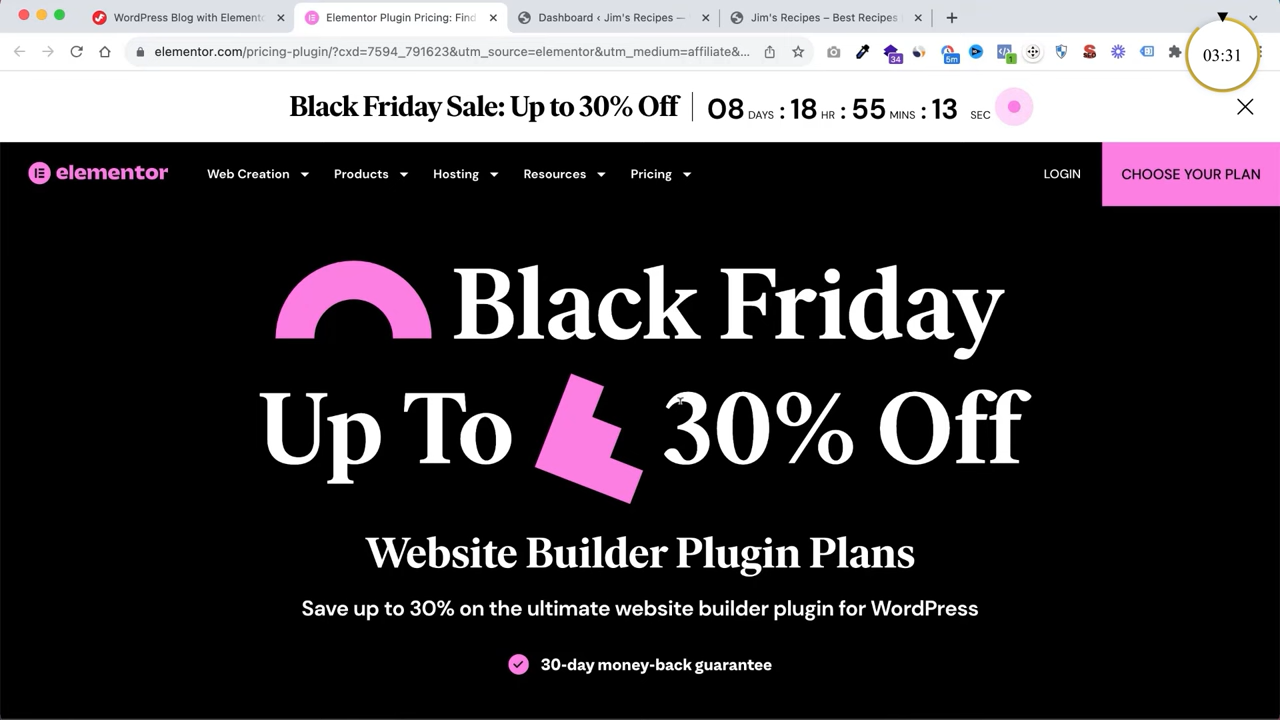 WordPress Blog with Elemento
Elementor Plugin Pricing: Find
Dashboard ‹ Jim's Recipes —
Jim's Recipes – Best Recipes
elementor.com/pricing-plugin/?cxd=7594_791623&utm_source=elementor&utm_medium=affiliate&...
34
5m
1
03:31
Black Friday Sale: Up to 30% Off
08 DAYS : 18 HR : 55 MINS : 13 SEC
elementor
Web Creation
Products
Hosting
Resources
Pricing
LOGIN
CHOOSE YOUR PLAN
Black Friday
Up To 30% Off
Website Builder Plugin Plans
Save up to 30% on the ultimate website builder plugin for WordPress
30-day money-back guarantee